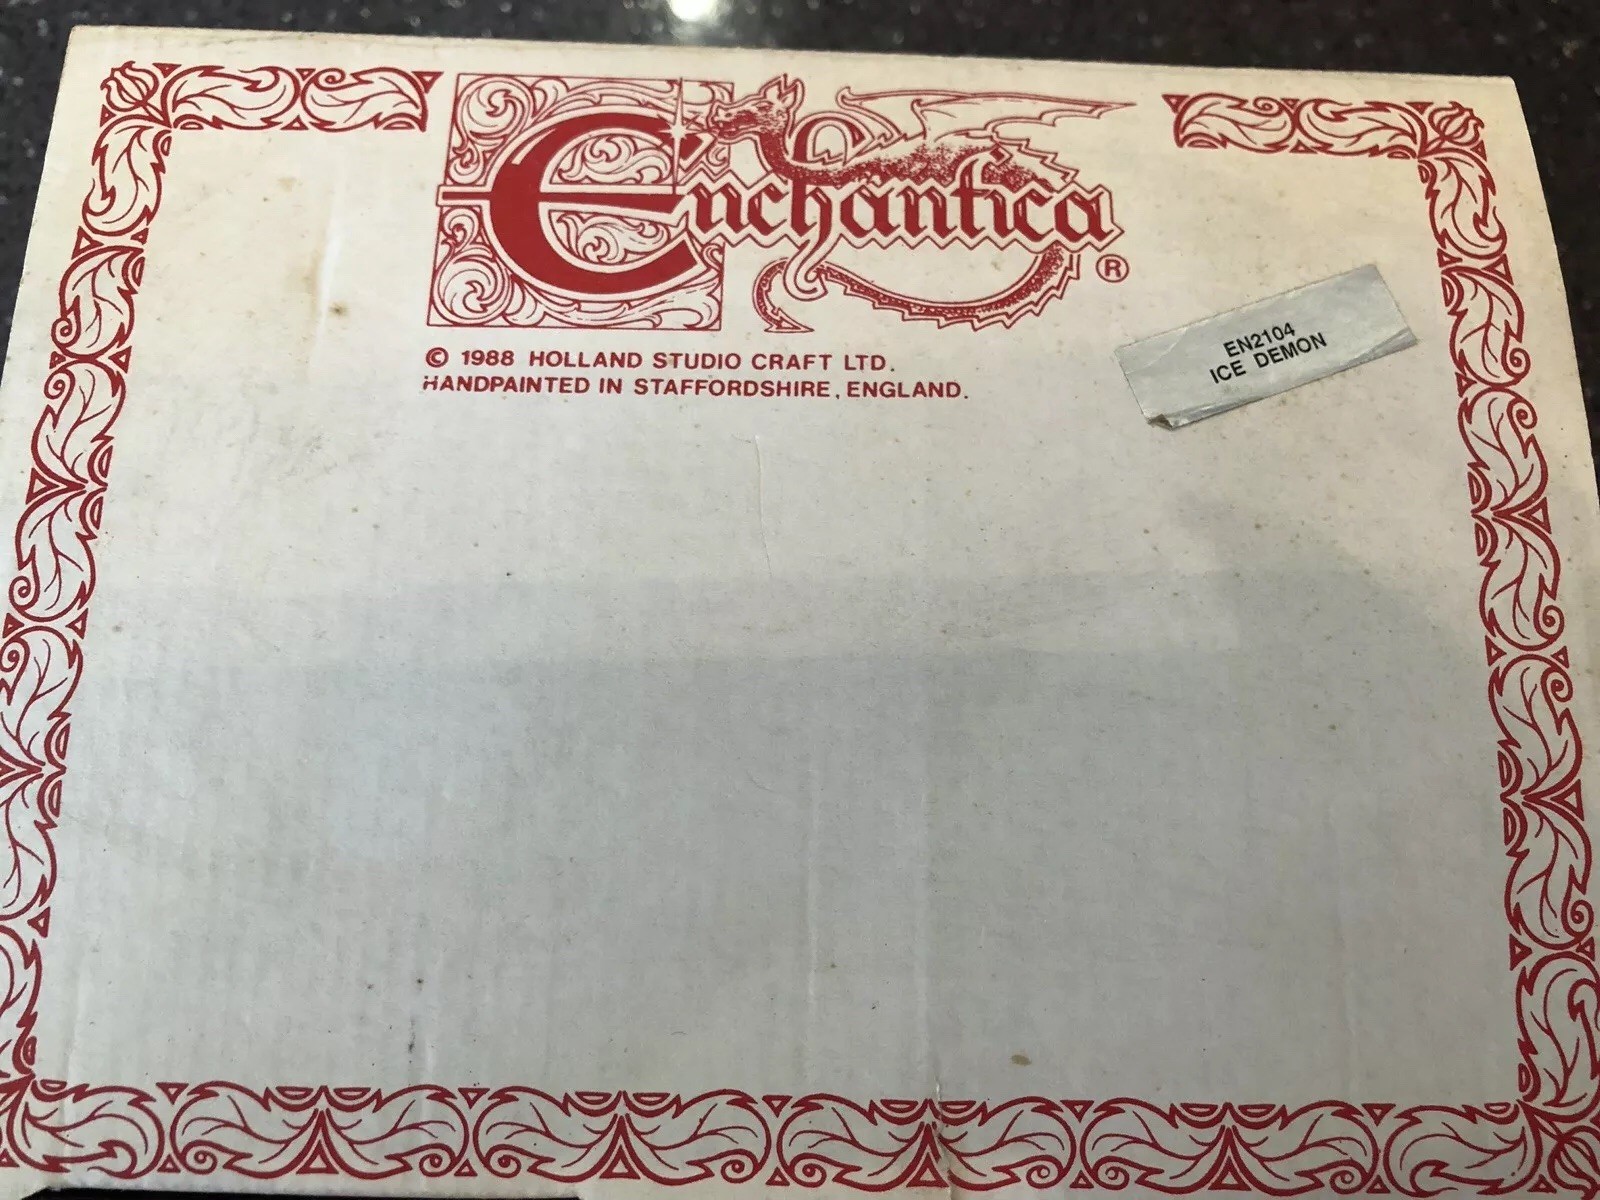 Enchantica ®
© 1988 HOLLAND STUDIO CRAFT LTD.
HANDPAINTED IN STAFFORDSHIRE, ENGLAND.
EN2104
ICE DEMON